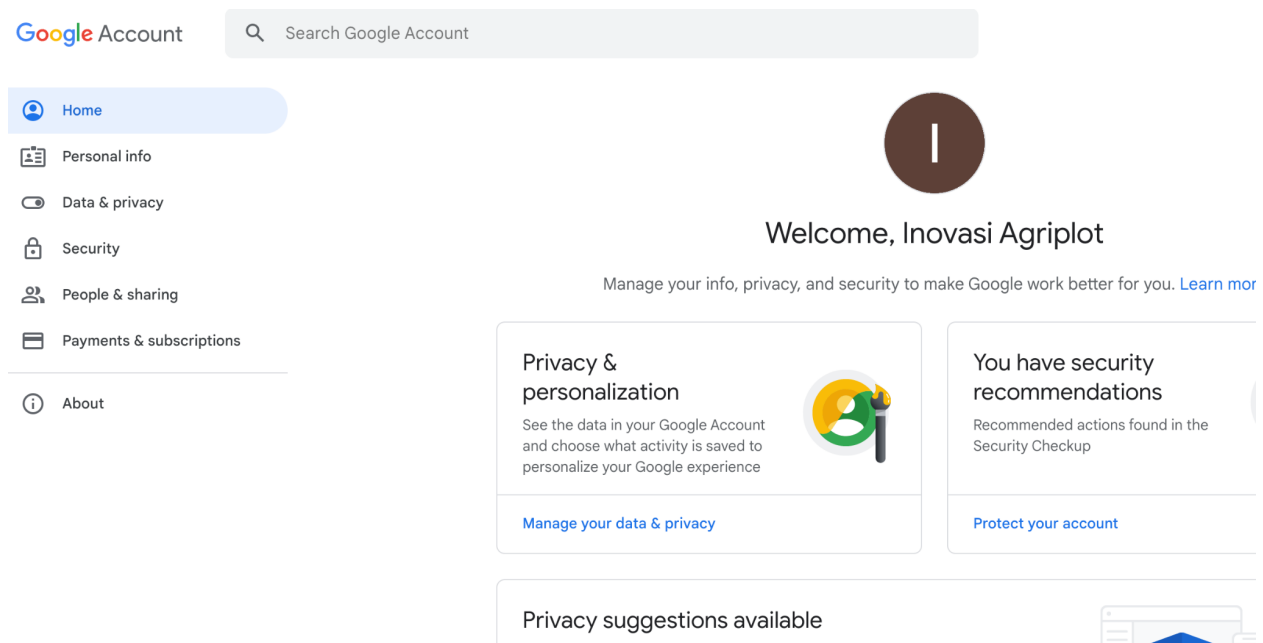 Google Account
Search Google Account
Home
Personal info
Data & privacy
Security
People & sharing
Payments & subscriptions
About
I
Welcome, Inovasi Agriplot
Manage your info, privacy, and security to make Google work better for you. Learn mor
Privacy &
personalization
See the data in your Google Account
and choose what activity is saved to
personalize your Google experience
Manage your data & privacy
You have security
recommendations
Recommended actions found in the
Security Checkup
Protect your account
Privacy suggestions available